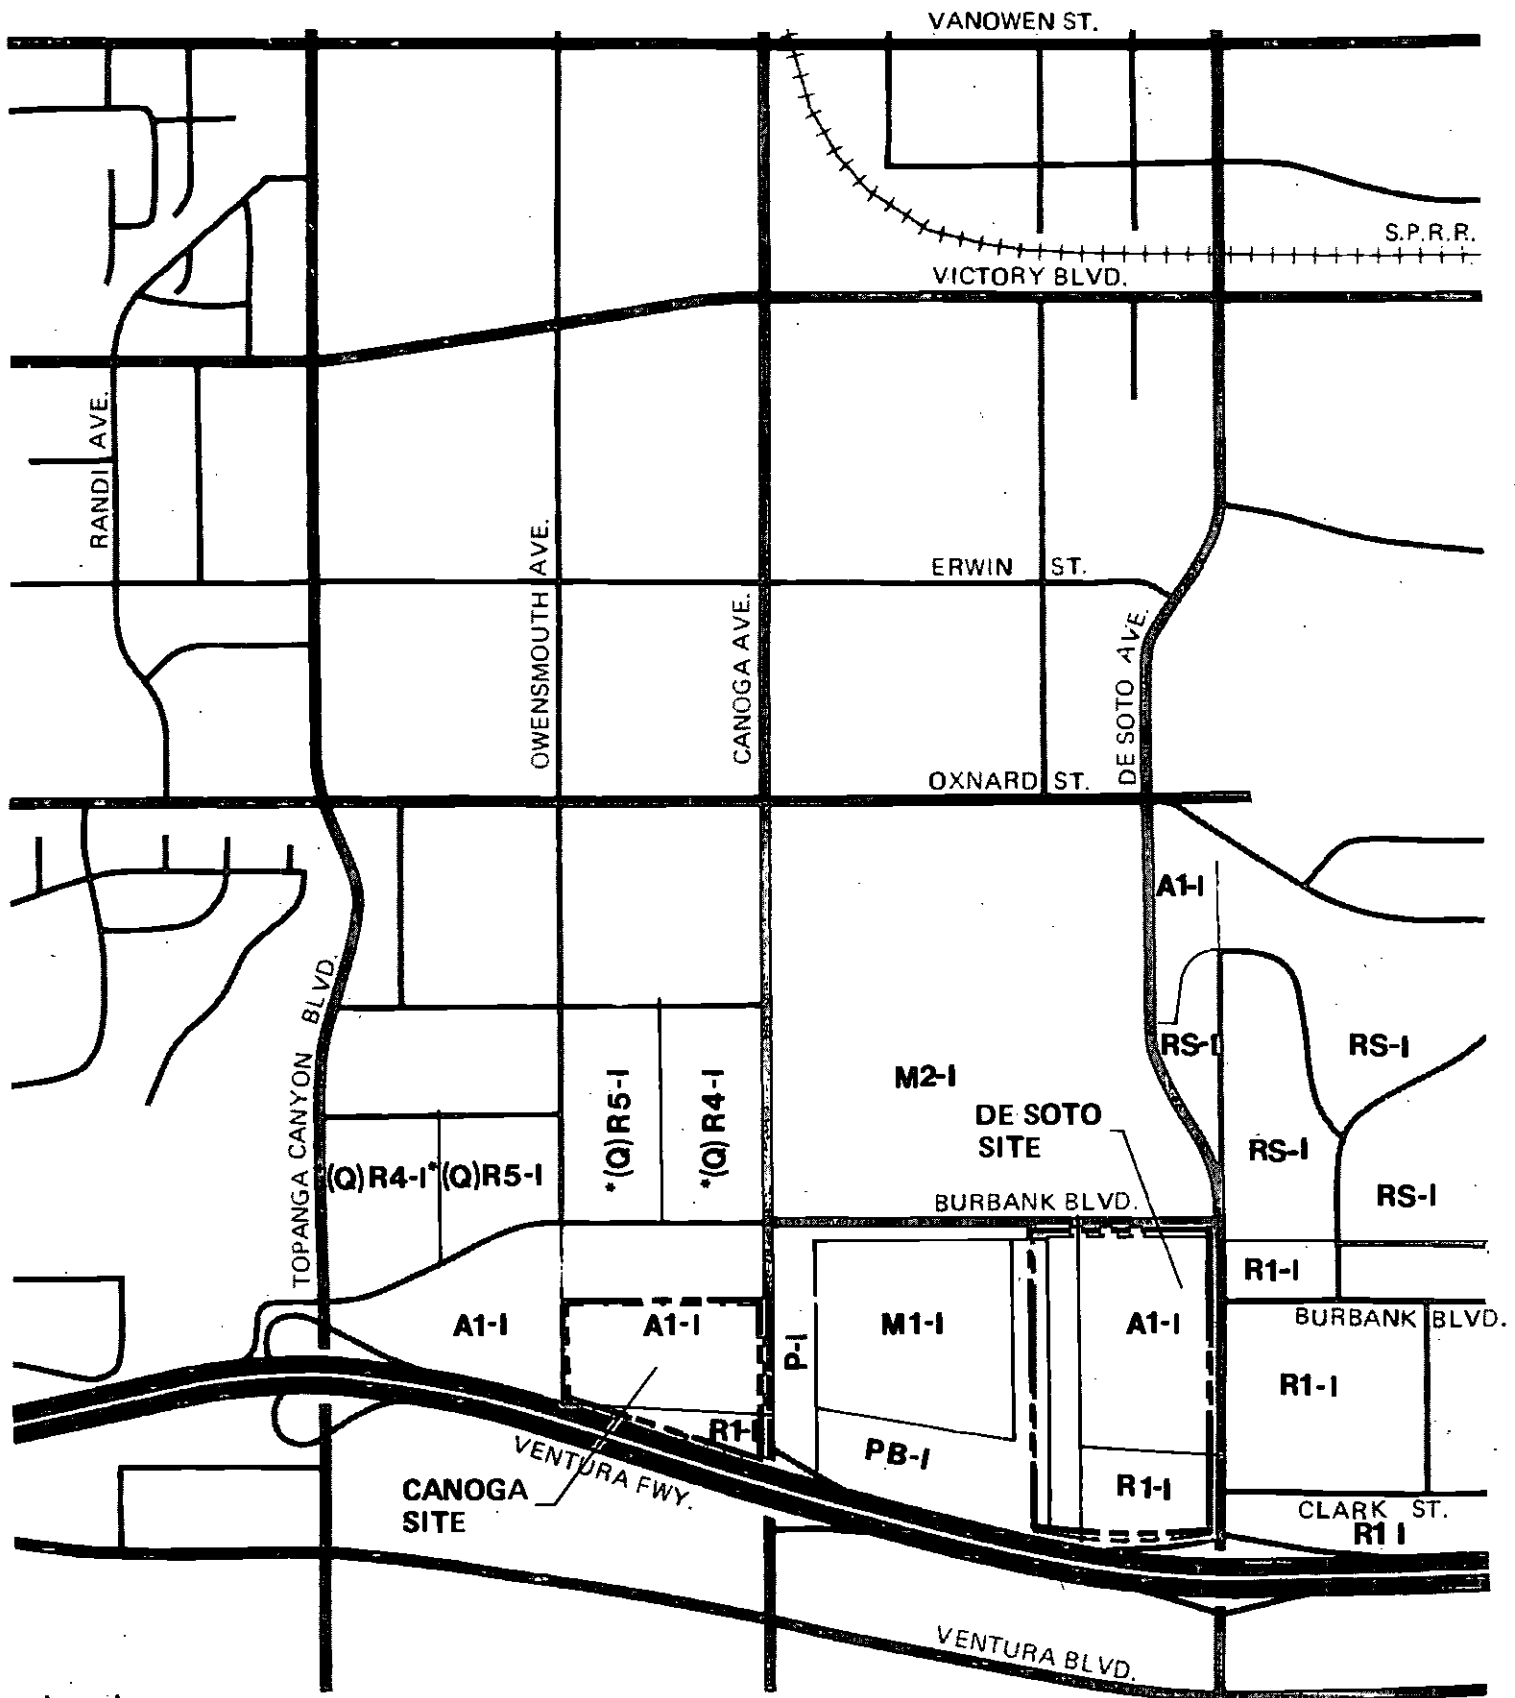 VANOWEN ST.
S.P.R.R.
VICTORY BLVD.
RANDI AVE.
OWENSMOUTH AVE.
ERWIN ST.
CANOGA AVE.
DE SOTO AVE.
OXNARD ST.
A1-I
TOPANGA CANYON BLVD.
RS-I
RS-I
M2-I
*(Q)R5-I
*(Q)R4-I
DE SOTO
SITE
RS-I
(Q)R4-I*
(Q)R5-I
RS-I
BURBANK BLVD.
R1-I
BURBANK BLVD.
A1-I
A1-I
P-I
M1-I
A1-I
R1-I
R1-I
PB-I
R1-I
VENTURA FWY.
CANOGA
SITE
CLARK ST.
R1 I
VENTURA BLVD.